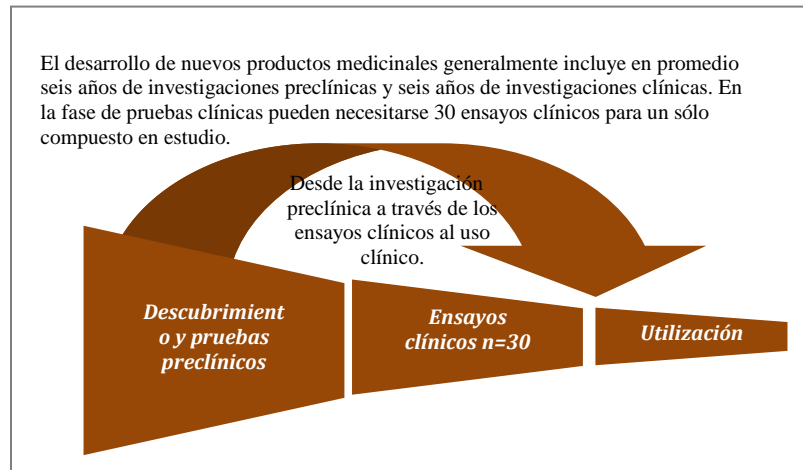 El desarrollo de nuevos productos medicinales generalmente incluye en promedio
seis años de investigaciones preclínicas y seis años de investigaciones clínicas. En
la fase de pruebas clínicas pueden necesitarse 30 ensayos clínicos para un sólo
compuesto en estudio.
Desde la investigación
preclínica a través de los
ensayos clínicos al uso
clínico.
Descubrimient
o y pruebas
preclínicos
Ensayos
clínicos n=30
Utilización